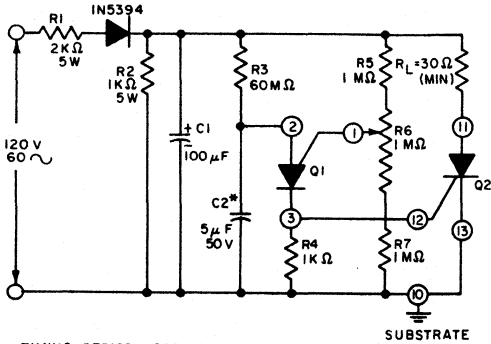 1N5394
R1
2KΩ
5W
R2
1KΩ
5W
+ C1
100μF
R3
60MΩ
R5
1MΩ
RL=30Ω
(MIN)
120V
60~
2
1
R6
1MΩ
11
Q1
Q2
C2*
5μF
50V
3
12
13
R4
1KΩ
R7
1MΩ
10
SUBSTRATE